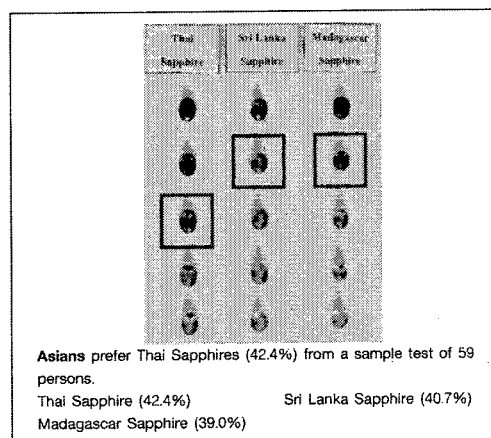 Thai Sri Lanka Madagascar
Sapphire Sapphire Sapphire
Asians prefer Thai Sapphires (42.4%) from a sample test of 59
persons.
Thai Sapphire (42.4%) Sri Lanka Sapphire (40.7%)
Madagascar Sapphire (39.0%)